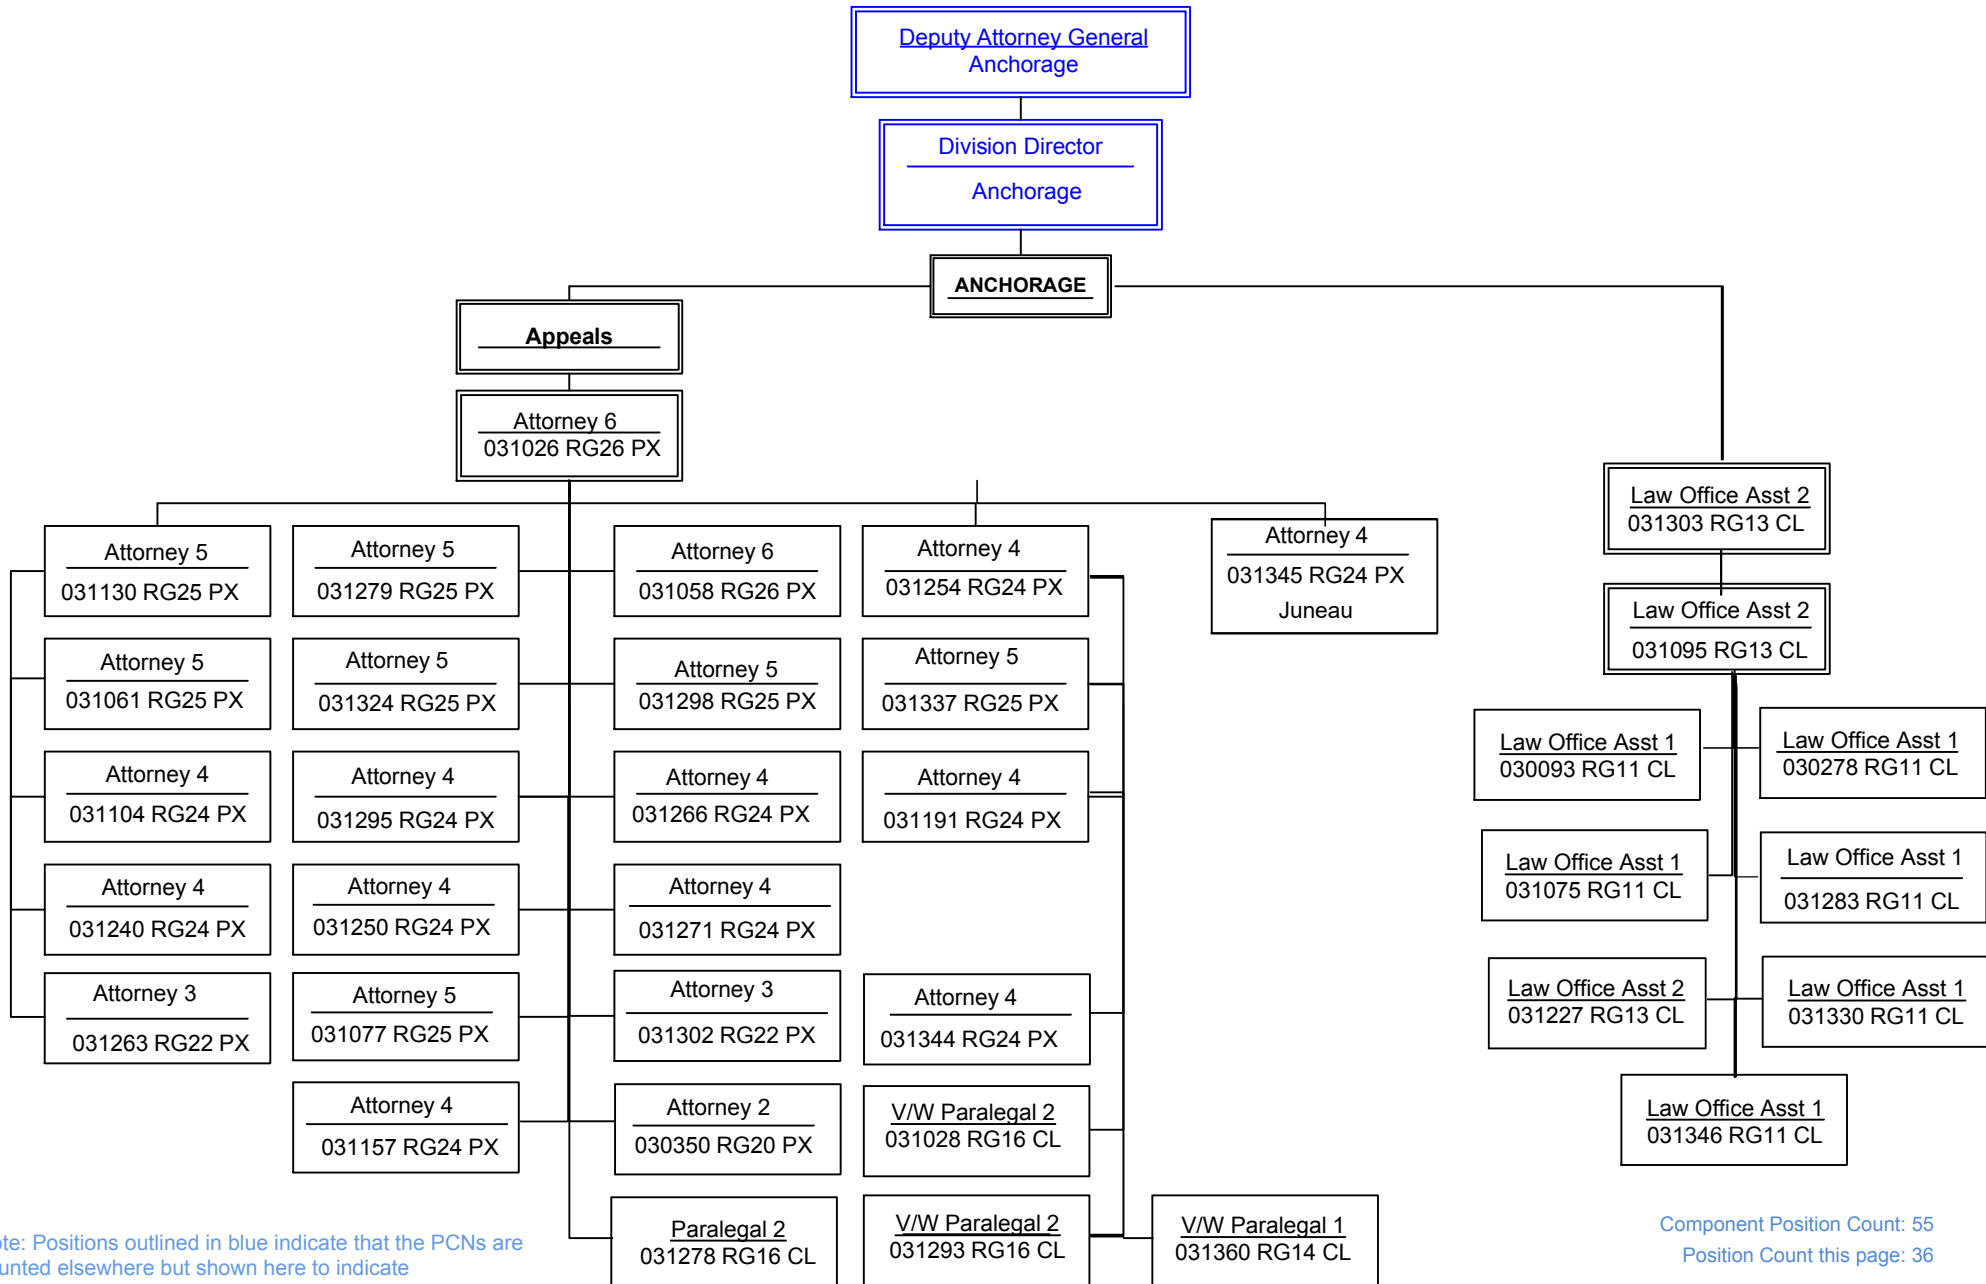 Deputy Attorney General
Anchorage
Division Director
Anchorage
ANCHORAGE
Appeals
Attorney 6
031026 RG26 PX
Attorney 5
031130 RG25 PX
Attorney 5
031061 RG25 PX
Attorney 4
031104 RG24 PX
Attorney 4
031240 RG24 PX
Attorney 3
031263 RG22 PX
Attorney 5
031279 RG25 PX
Attorney 5
031324 RG25 PX
Attorney 4
031295 RG24 PX
Attorney 4
031250 RG24 PX
Attorney 5
031077 RG25 PX
Attorney 4
031157 RG24 PX
Attorney 6
031058 RG26 PX
Attorney 5
031298 RG25 PX
Attorney 4
031266 RG24 PX
Attorney 4
031271 RG24 PX
Attorney 3
031302 RG22 PX
Attorney 2
030350 RG20 PX
Paralegal 2
031278 RG16 CL
Attorney 4
031254 RG24 PX
Attorney 5
031337 RG25 PX
Attorney 4
031191 RG24 PX
Attorney 4
031344 RG24 PX
V/W Paralegal 2
031028 RG16 CL
V/W Paralegal 2
031293 RG16 CL
V/W Paralegal 1
031360 RG14 CL
Attorney 4
031345 RG24 PX
Juneau
Law Office Asst 2
031303 RG13 CL
Law Office Asst 2
031095 RG13 CL
Law Office Asst 1
030093 RG11 CL
Law Office Asst 1
030278 RG11 CL
Law Office Asst 1
031075 RG11 CL
Law Office Asst 1
031283 RG11 CL
Law Office Asst 2
031227 RG13 CL
Law Office Asst 1
031330 RG11 CL
Law Office Asst 1
031346 RG11 CL
ote: Positions outlined in blue indicate that the PCNs are
unted elsewhere but shown here to indicate
Component Position Count: 55
Position Count this page: 36